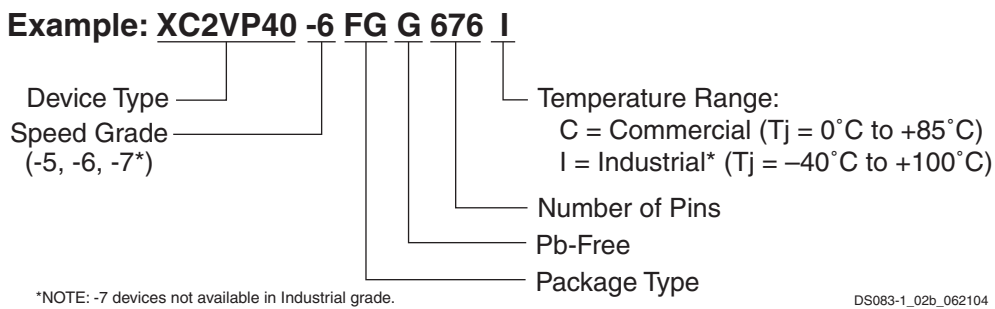 Example: XC2VP40 -6 FG G 676 I
Device Type
Speed Grade
(-5, -6, -7*)
Temperature Range:
C = Commercial (Tj = 0˚C to +85˚C)
I = Industrial* (Tj = –40˚C to +100˚C)
Number of Pins
Pb-Free
Package Type
*NOTE: -7 devices not available in Industrial grade.
DS083-1_02b_062104